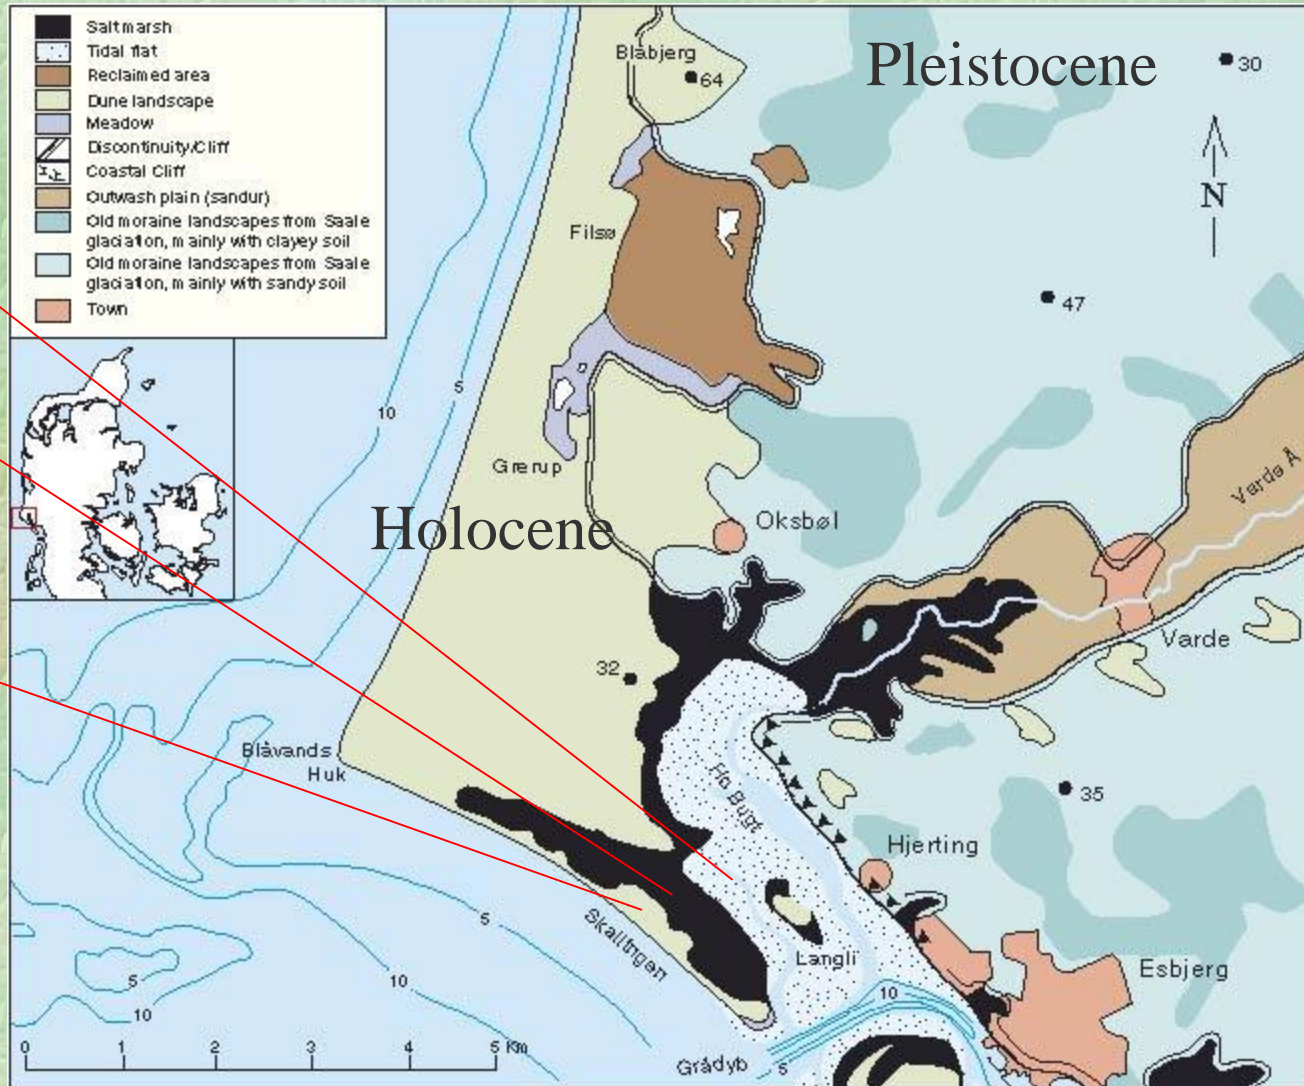 Saltmarsh
Tidal flat
Reclaimed area
Dune landscape
Meadow
Discontinuity/Cliff
Coastal Cliff
Outwash plain (sandur)
Old moraine landscapes from Saale
glaciation, mainly with clayey soil
Old moraine landscapes from Saale
glaciation, mainly with sandy soil
Town
Pleistocene
Blabjerg
64
30
N
Filsø
47
5
10
Grærup
Holocene
Oksbøl
Varde Å
Varde
32
Blåvands
Huk
Ho Bugt
35
Hjerting
Skallingen
5
Langli
Esbjerg
10
5
10
10
0 1 2 3 4 5 Km
Grådyb
5